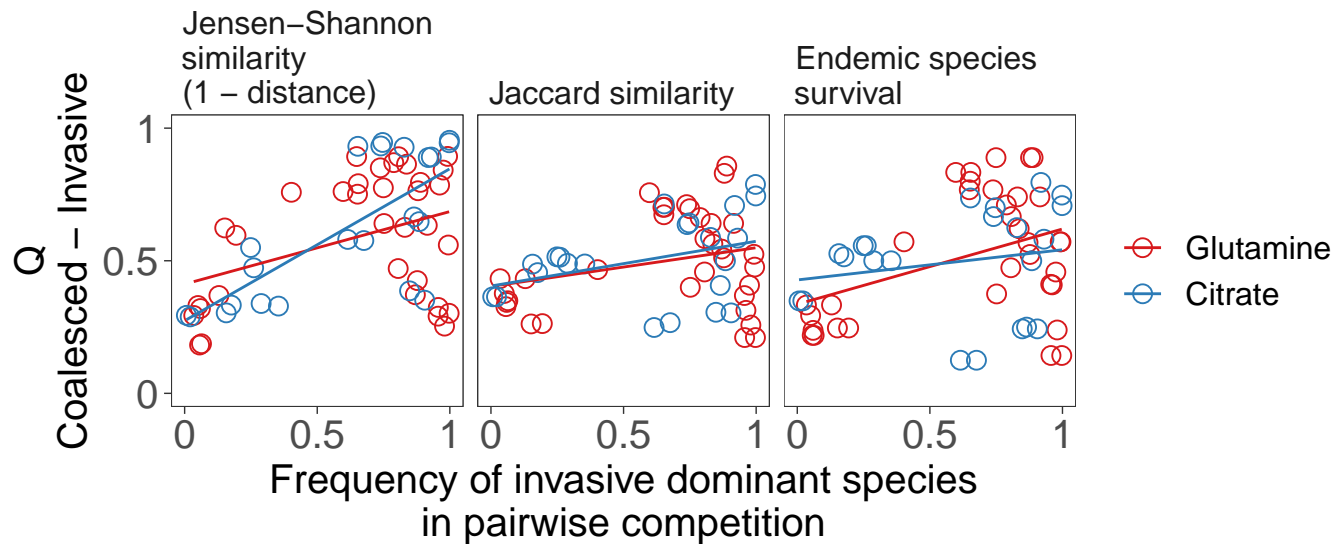 Jensen−Shannon
similarity
(1 − distance)
Jaccard similarity
Endemic species
survival
Q
Coalesced − Invasive
1
0.5
0
0 0.5 1
0 0.5 1
0 0.5 1
Frequency of invasive dominant species
in pairwise competition
Glutamine
Citrate